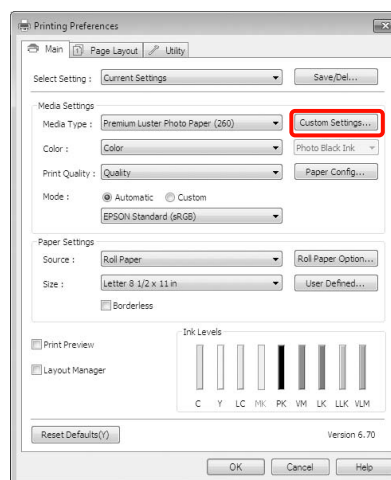 Printing Preferences
Main Page Layout Utility
Select Setting : Current Settings Save/Del...
Media Settings
Media Type : Premium Luster Photo Paper (260) Custom Settings...
Color : Color Photo Black Ink
Print Quality : Quality Paper Config...
Mode : Automatic Custom
EPSON Standard (sRGB)
Paper Settings
Source : Roll Paper Roll Paper Option...
Size : Letter 8 1/2 x 11 in User Defined...
Borderless
Print Preview
Layout Manager
Ink Levels
C Y LC MK PK VM LK LLK VLM
Reset Defaults(Y) Version 6.70
OK Cancel Help